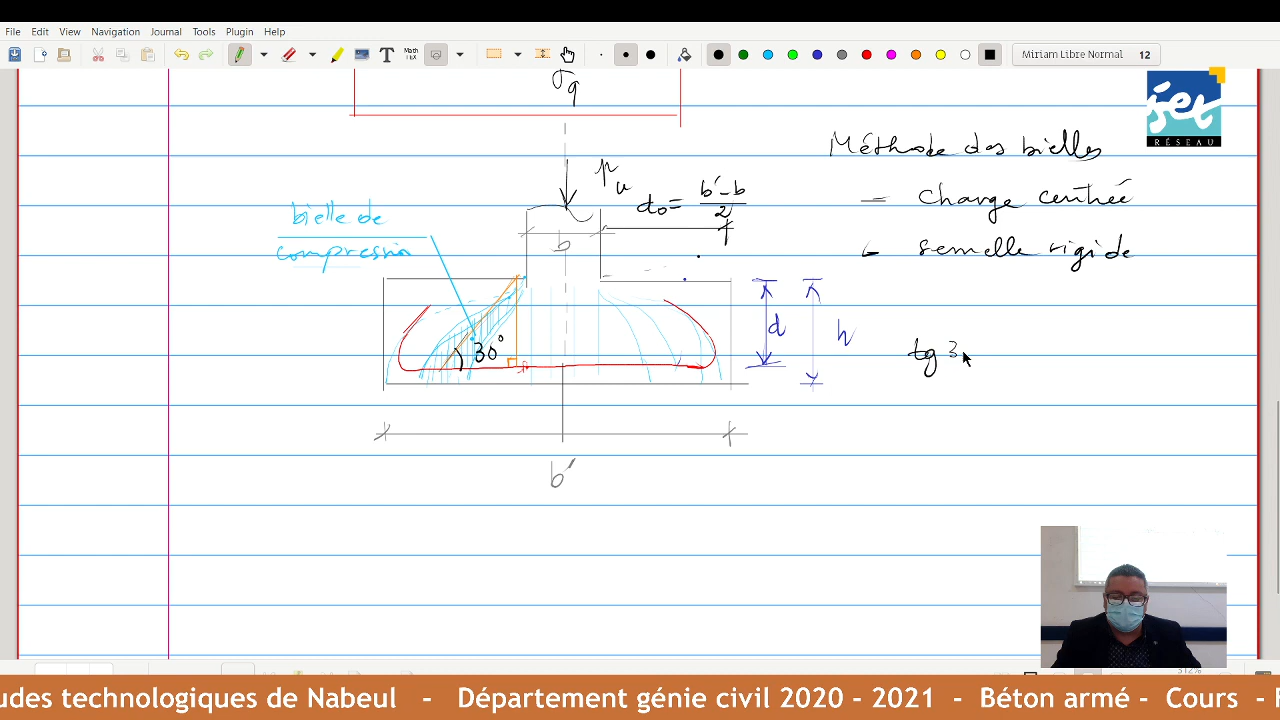 File Edit View Navigation Journal Tools Plugin Help
Miriam Libre Normal 12
σq
jset
RÉSEAU
Méthode des bielles
Pu
d0 = b'-b / 2
- charge centrée
bielle de
compression
b
- semelle rigide
d
h
30°
tg 3
b'
udes technologiques de Nabeul - Département génie civil 2020 - 2021 - Béton armé - Cours -